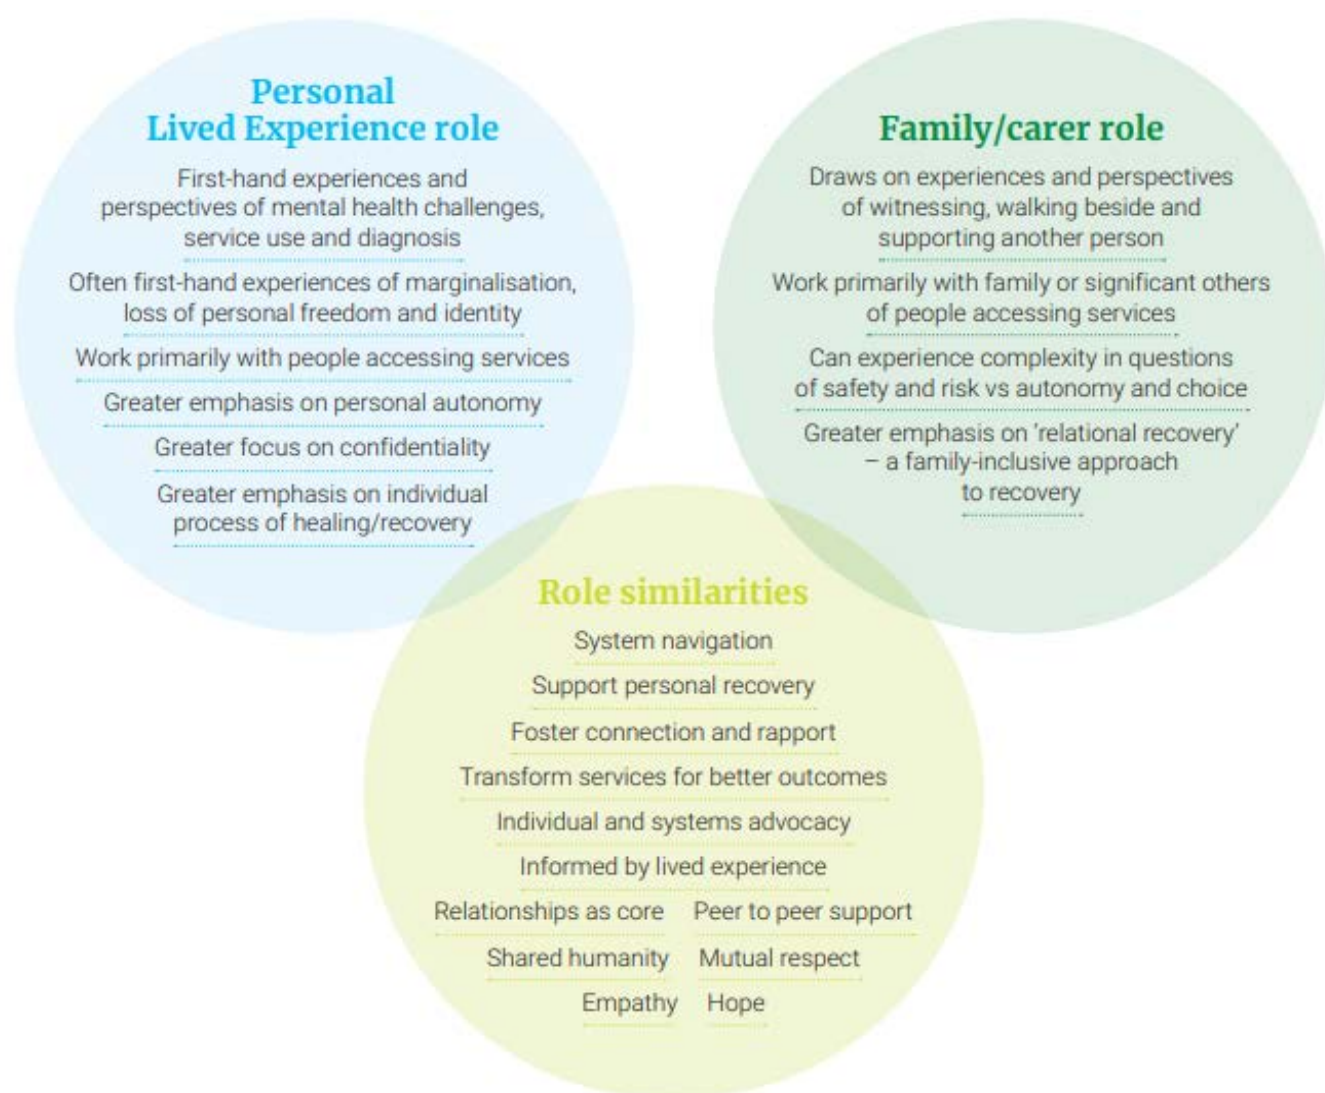 Personal
Lived Experience role
First-hand experiences and
perspectives of mental health challenges,
service use and diagnosis
Often first-hand experiences of marginalisation,
loss of personal freedom and identity
Work primarily with people accessing services
Greater emphasis on personal autonomy
Greater focus on confidentiality
Greater emphasis on individual
process of healing/recovery
Family/carer role
Draws on experiences and perspectives
of witnessing, walking beside and
supporting another person
Work primarily with family or significant others
of people accessing services
Can experience complexity in questions
of safety and risk vs autonomy and choice
Greater emphasis on ‘relational recovery’
– a family-inclusive approach
to recovery
Role similarities
System navigation
Support personal recovery
Foster connection and rapport
Transform services for better outcomes
Individual and systems advocacy
Informed by lived experience
Relationships as core Peer to peer support
Shared humanity Mutual respect
Empathy Hope